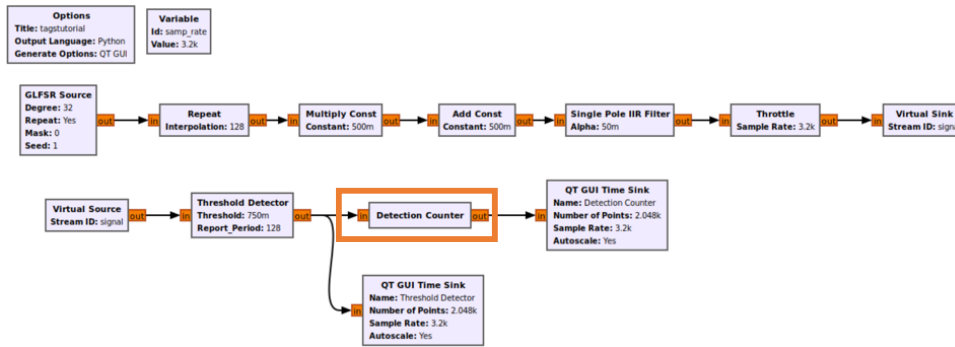 Options
Title: tagstutorial
Output Language: Python
Generate Options: QT GUI
Variable
Id: samp_rate
Value: 3.2k
GLFSR Source
Degree: 32
Repeat: Yes
Mask: 0
Seed: 1
out
in
Repeat
Interpolation: 128
out
in
Multiply Const
Constant: 500m
out
in
Add Const
Constant: 500m
out
in
Single Pole IIR Filter
Alpha: 50m
out
in
Throttle
Sample Rate: 3.2k
out
in
Virtual Sink
Stream ID: signal
Virtual Source
Stream ID: signal
out
in
Threshold Detector
Threshold: 750m
Report_Period: 128
out
in
Detection Counter
out
in
QT GUI Time Sink
Name: Detection Counter
Number of Points: 2.048k
Sample Rate: 3.2k
Autoscale: Yes
in
QT GUI Time Sink
Name: Threshold Detector
Number of Points: 2.048k
Sample Rate: 3.2k
Autoscale: Yes